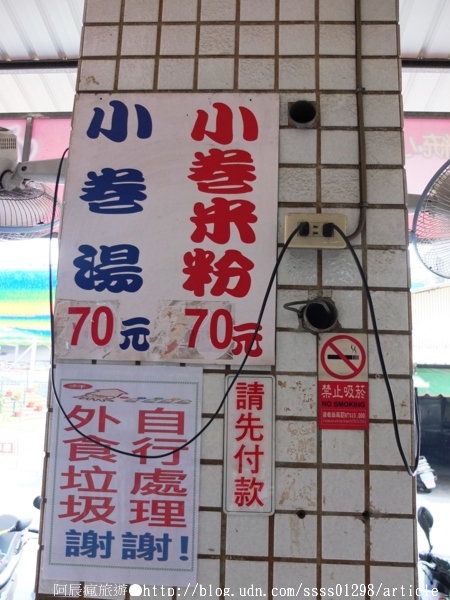 小卷米粉
70元
小卷湯
70元
禁止吸菸
NO SMOKING
請先付款
自行處理
外食垃圾
謝謝!
阿辰瘋旅遊●http://blog.udn.com/ssss01298/article